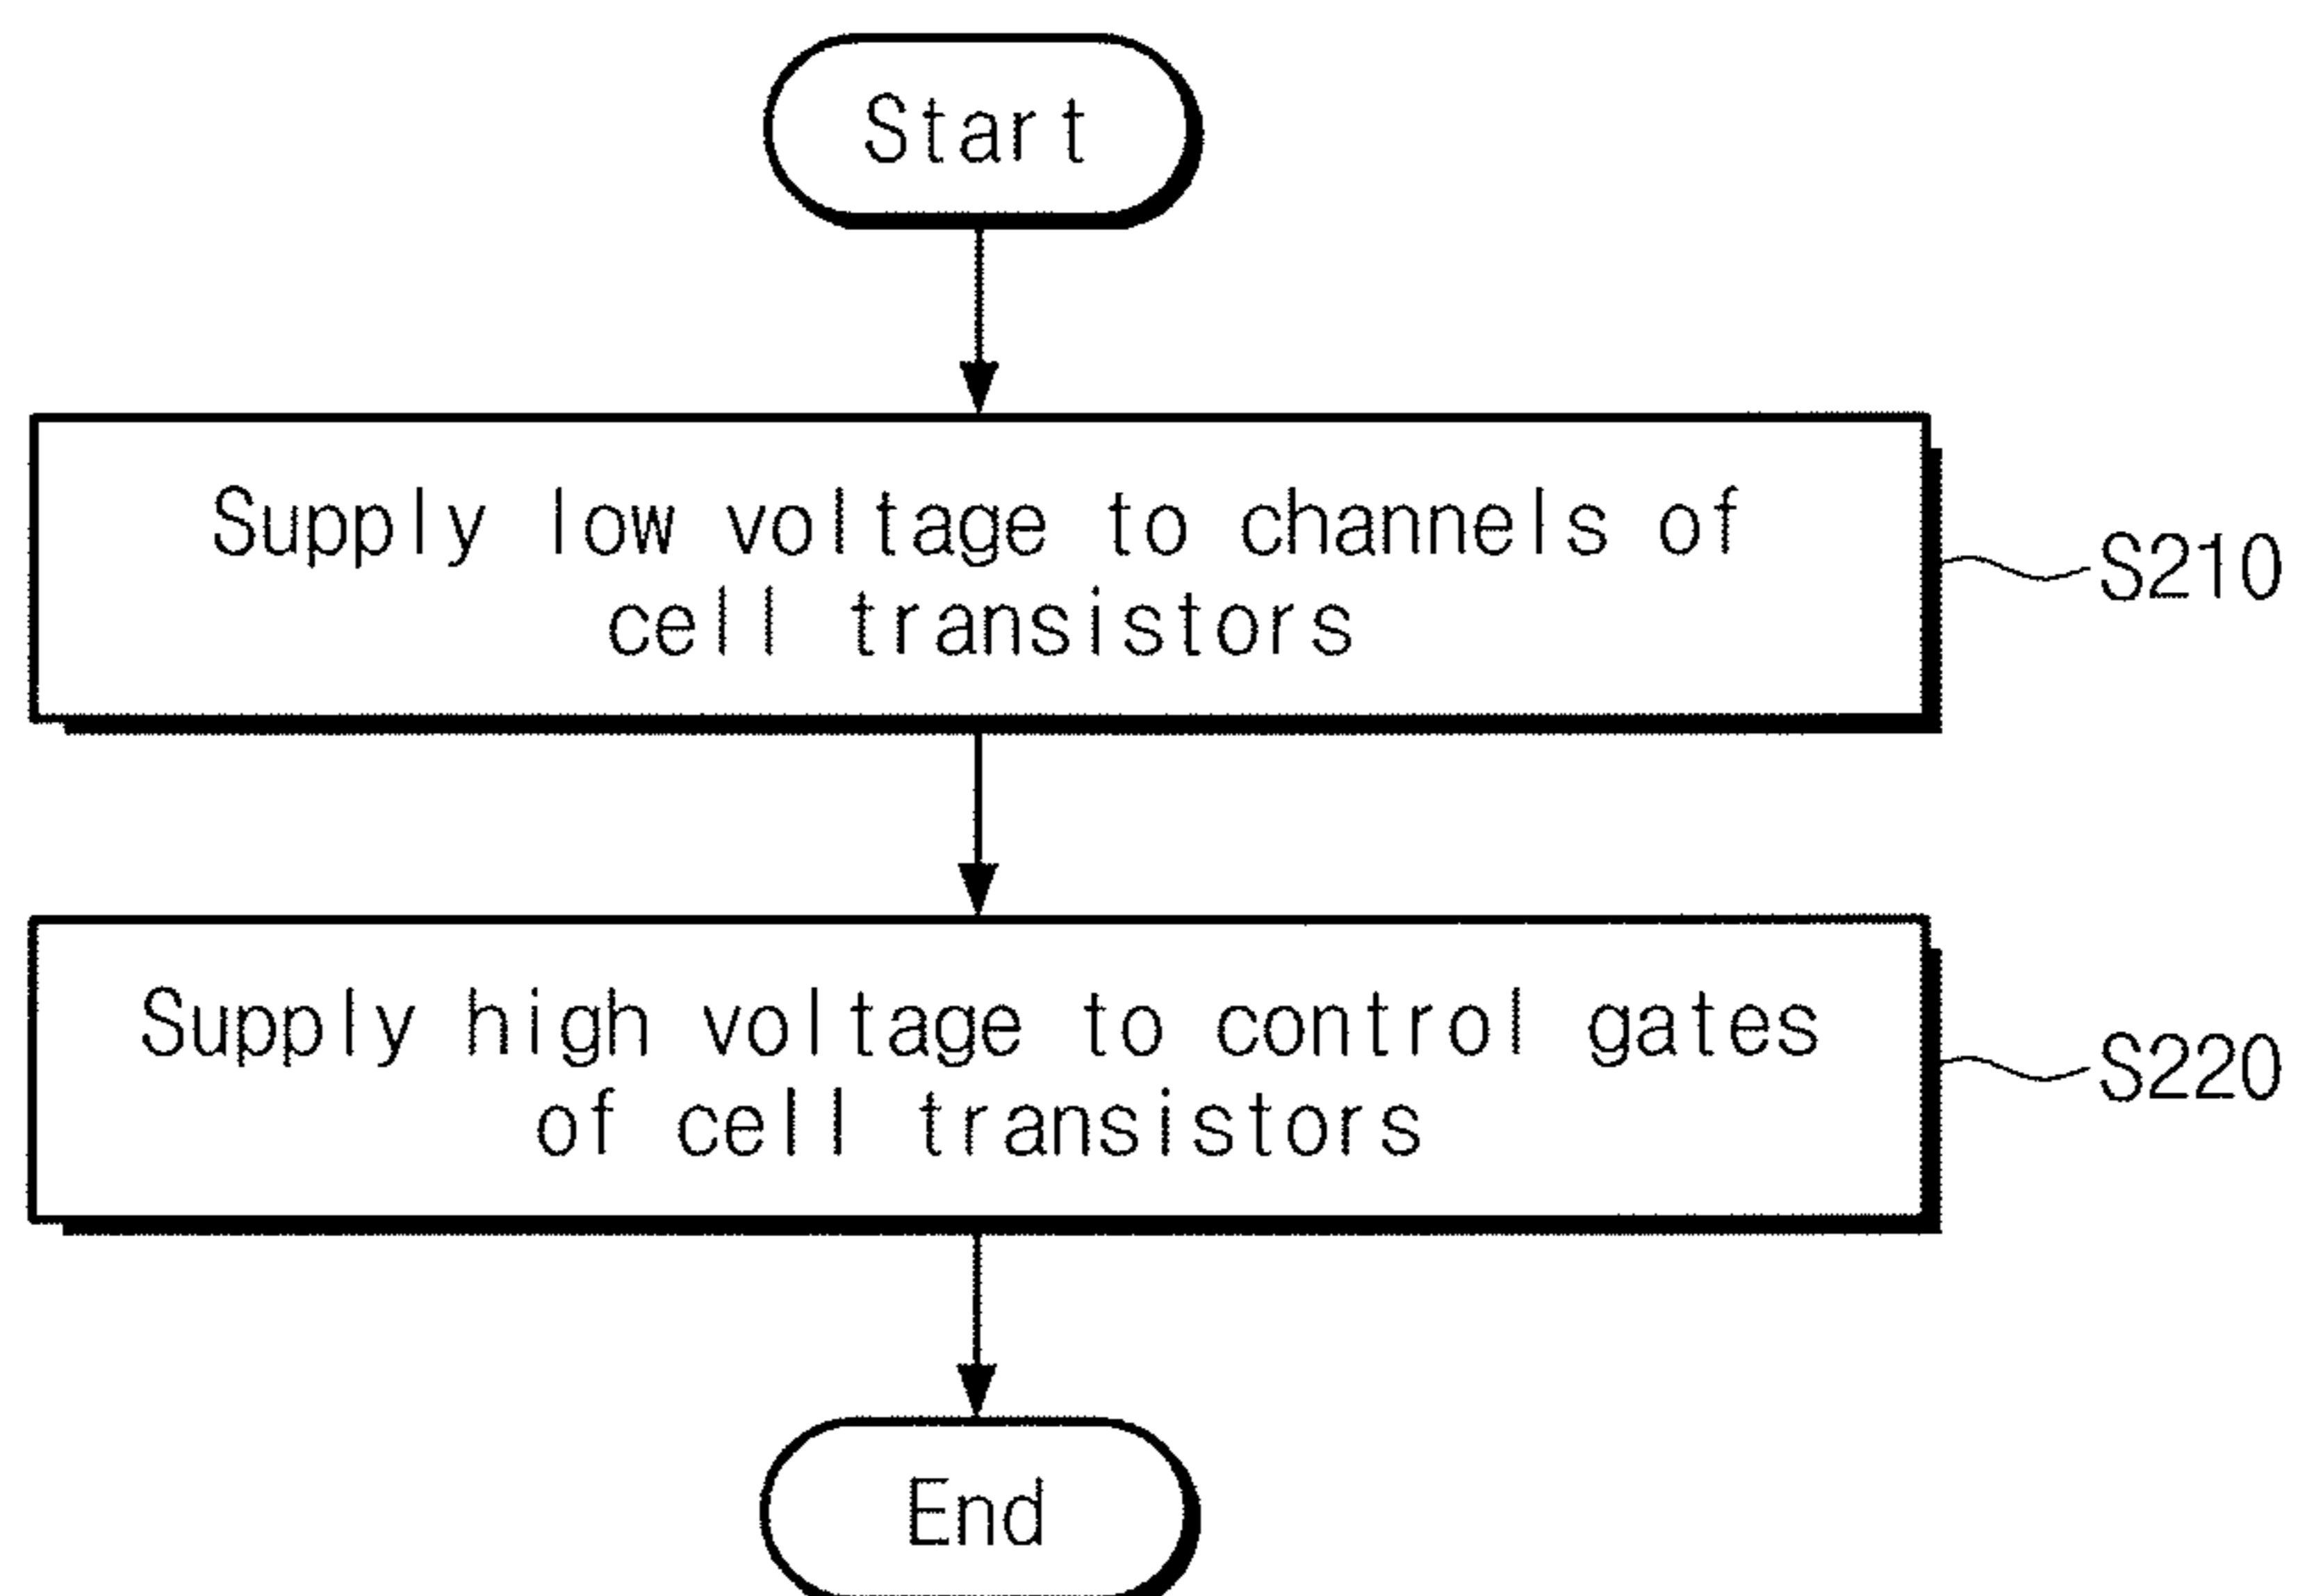 Start
Supply low voltage to channels of
cell transistors
S210
Supply high voltage to control gates
of cell transistors
S220
End